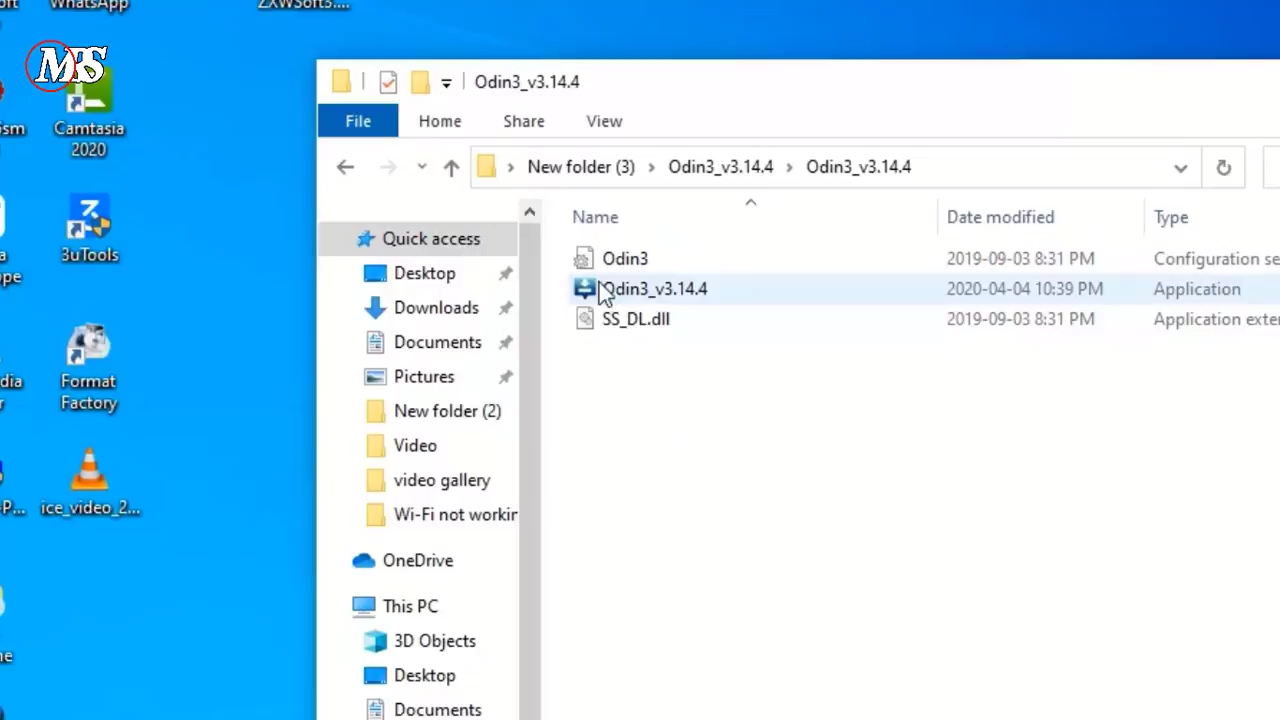 WhatsApp
ZXWSoft3....
MTS
Camtasia
2020
3uTools
Format
Factory
ice_video_2...
Odin3_v3.14.4
File Home Share View
New folder (3) Odin3_v3.14.4 Odin3_v3.14.4
Name Date modified Type
Odin3 2019-09-03 8:31 PM Configuration se
Odin3_v3.14.4 2020-04-04 10:39 PM Application
SS_DL.dll 2019-09-03 8:31 PM Application exte
Quick access
Desktop
Downloads
Documents
Pictures
New folder (2)
Video
video gallery
Wi-Fi not workin
OneDrive
This PC
3D Objects
Desktop
Documents